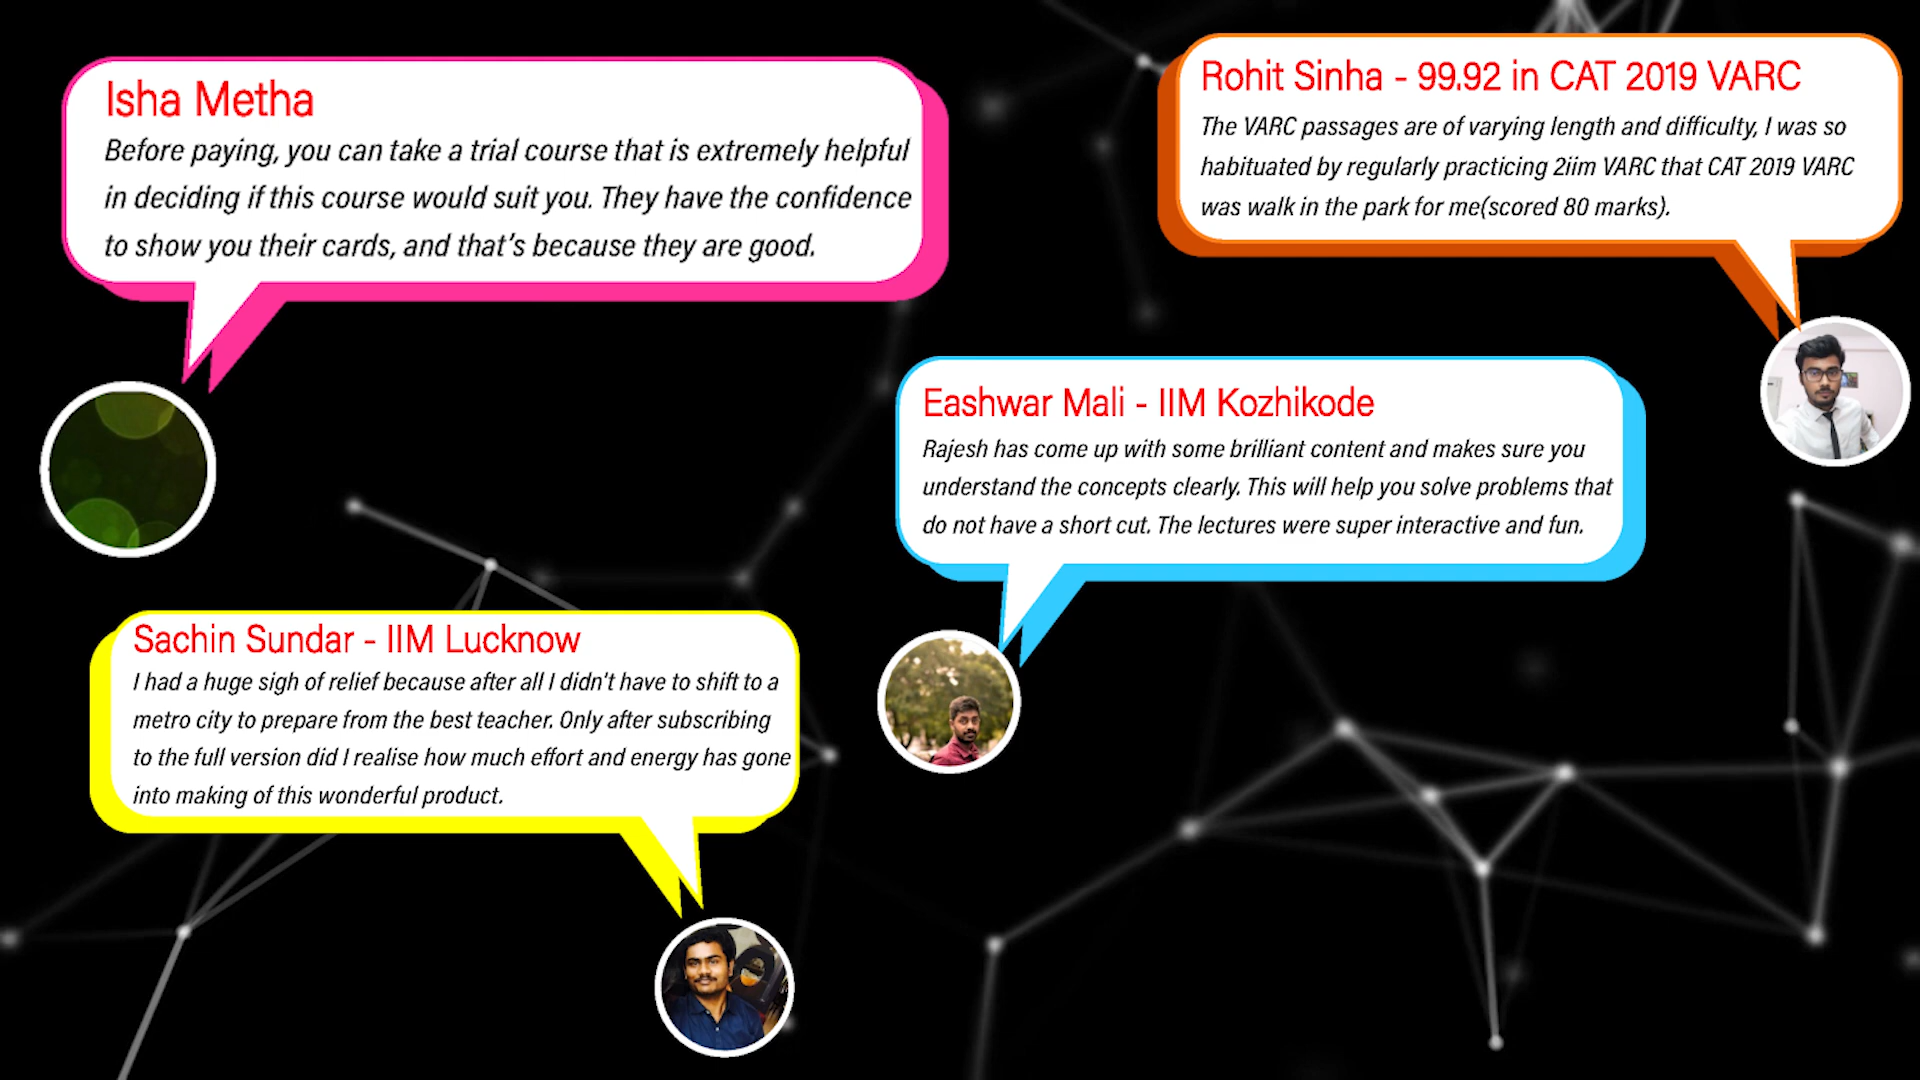 Isha Metha
Before paying, you can take a trial course that is extremely helpful
in deciding if this course would suit you. They have the confidence
to show you their cards, and that's because they are good.
Rohit Sinha - 99.92 in CAT 2019 VARC
The VARC passages are of varying length and difficulty, I was so
habituated by regularly practicing 2iim VARC that CAT 2019 VARC
was walk in the park for me(scored 80 marks).
Eashwar Mali - IIM Kozhikode
Rajesh has come up with some brilliant content and makes sure you
understand the concepts clearly. This will help you solve problems that
do not have a short cut. The lectures were super interactive and fun.
Sachin Sundar - IIM Lucknow
I had a huge sigh of relief because after all I didn't have to shift to a
metro city to prepare from the best teacher. Only after subscribing
to the full version did I realise how much effort and energy has gone
into making of this wonderful product.